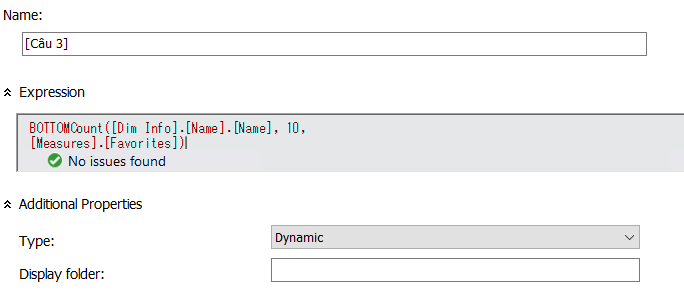 Name:
[Câu 3]
Expression
BOTTOMCount([Dim Info].[Name].[Name], 10,
[Measures].[Favorites])
No issues found
Additional Properties
Type:
Dynamic
Display folder: